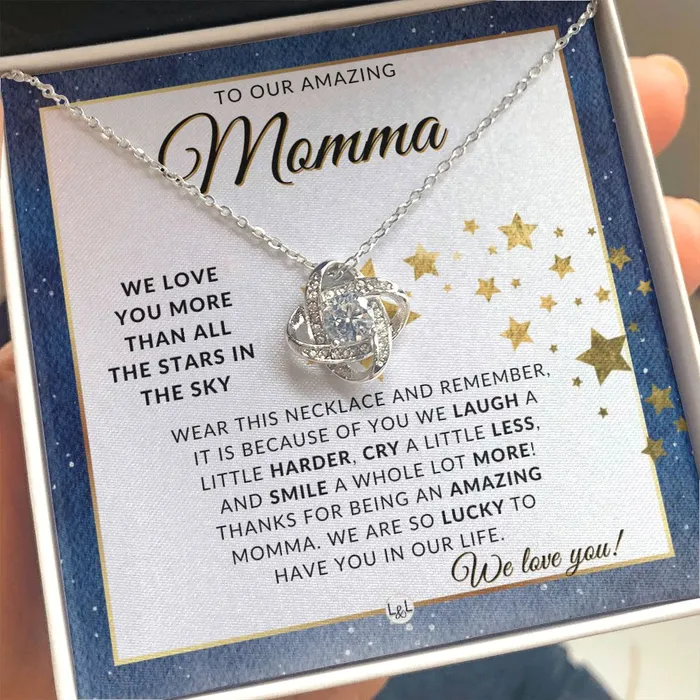 TO OUR AMAZING
Momma
WE LOVE
YOU MORE
THAN ALL
THE STARS IN
THE SKY
WEAR THIS NECKLACE AND REMEMBER,
IT IS BECAUSE OF YOU WE LAUGH A
LITTLE HARDER, CRY A LITTLE LESS,
AND SMILE A WHOLE LOT MORE!
THANKS FOR BEING AN AMAZING
MOMMA. WE ARE SO LUCKY TO
HAVE YOU IN OUR LIFE.
We love you!
L&L